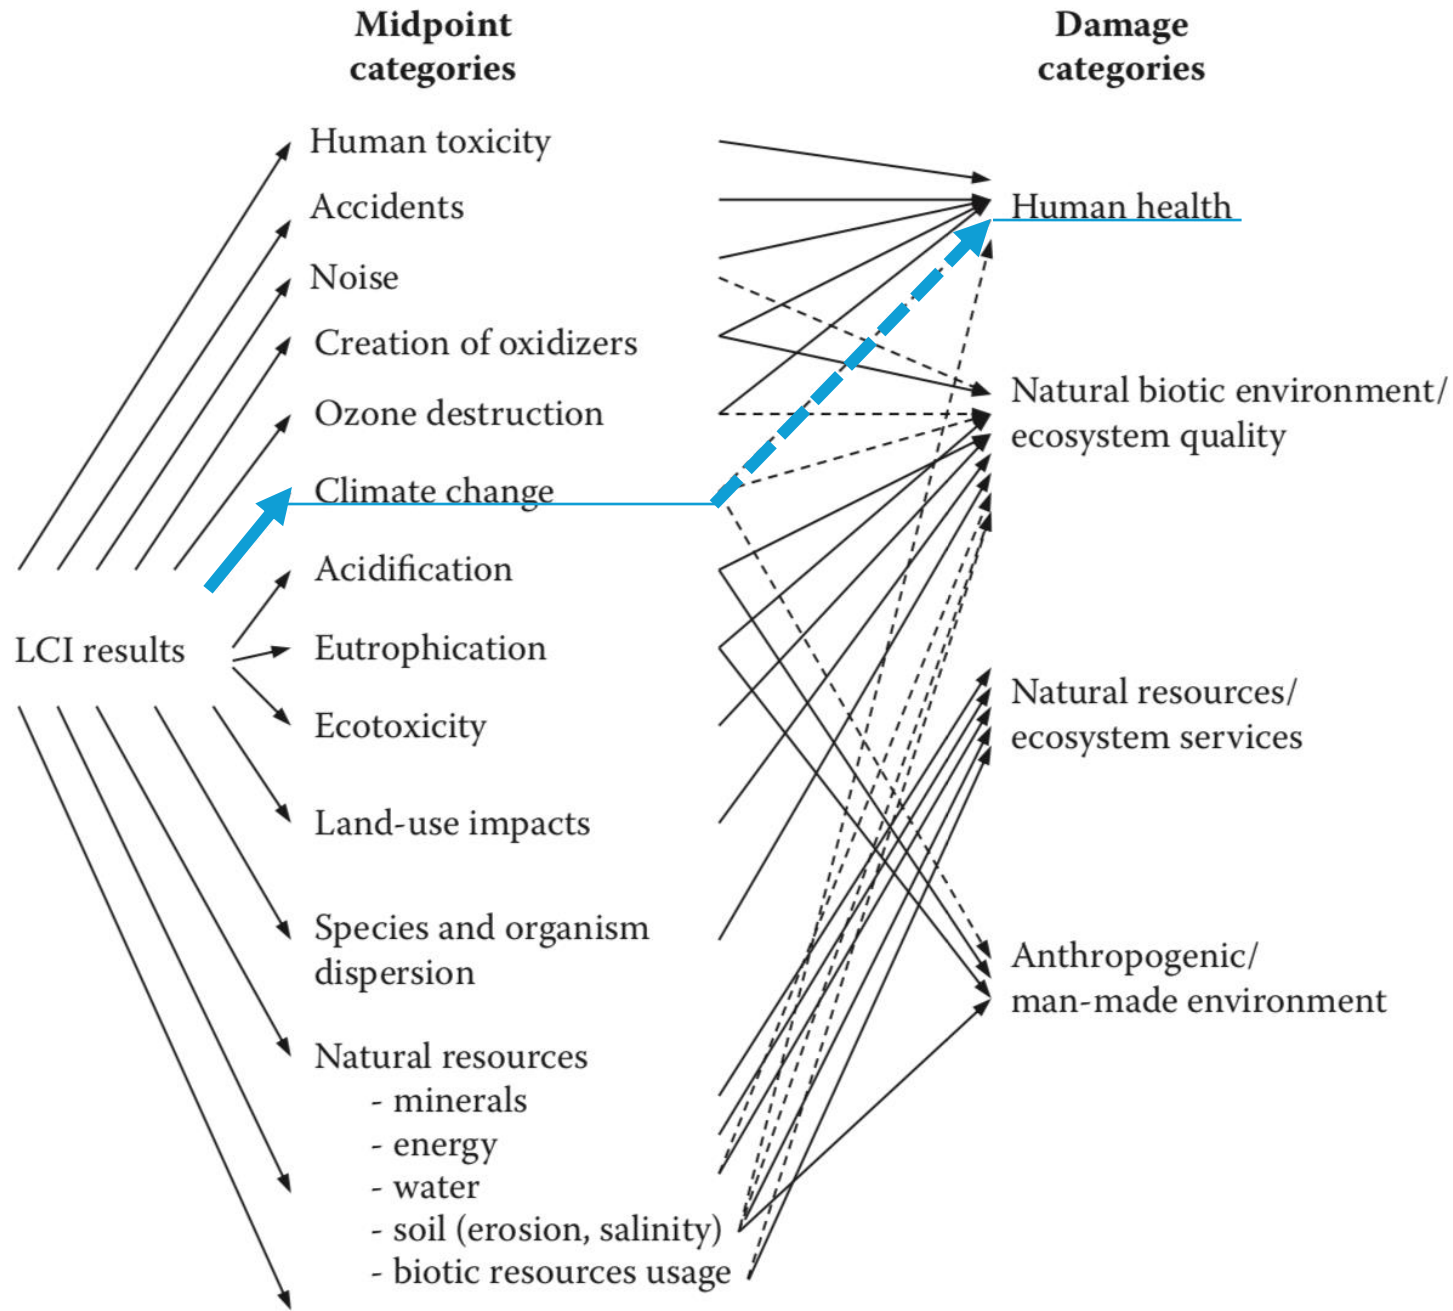 Midpoint
categories
Damage
categories
Human toxicity
Accidents
Noise
Creation of oxidizers
Ozone destruction
Climate change
Acidification
LCI results
Eutrophication
Ecotoxicity
Land-use impacts
Species and organism
dispersion
Natural resources
- minerals
- energy
- water
- soil (erosion, salinity)
- biotic resources usage
Human health
Natural biotic environment/
ecosystem quality
Natural resources/
ecosystem services
Anthropogenic/
man-made environment